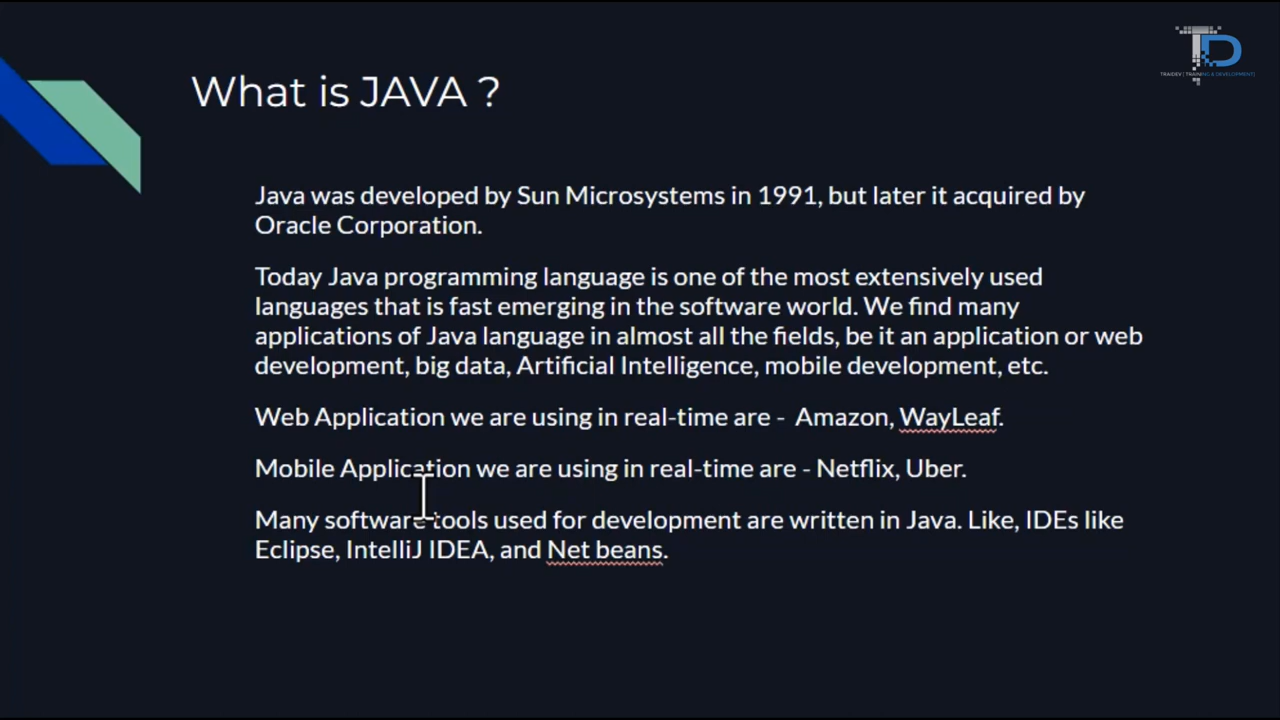 What is JAVA ?
Java was developed by Sun Microsystems in 1991, but later it acquired by
Oracle Corporation.
Today Java programming language is one of the most extensively used
languages that is fast emerging in the software world. We find many
applications of Java language in almost all the fields, be it an application or web
development, big data, Artificial Intelligence, mobile development, etc.
Web Application we are using in real-time are - Amazon, WayLeaf.
Mobile Application we are using in real-time are - Netflix, Uber.
Many software tools used for development are written in Java. Like, IDEs like
Eclipse, IntelliJ IDEA, and Net beans.
TD
TRAIDEV | TRAINING & DEVELOPMENT|